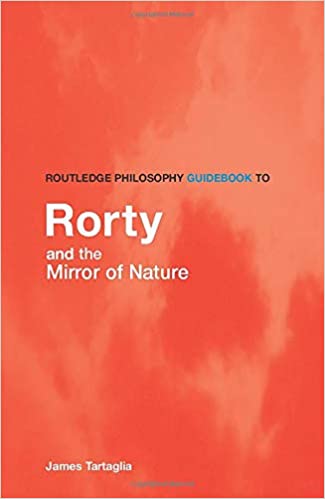 ROUTLEDGE PHILOSOPHY GUIDEBOOK TO
Rorty
and the
Mirror of Nature
James Tartaglia